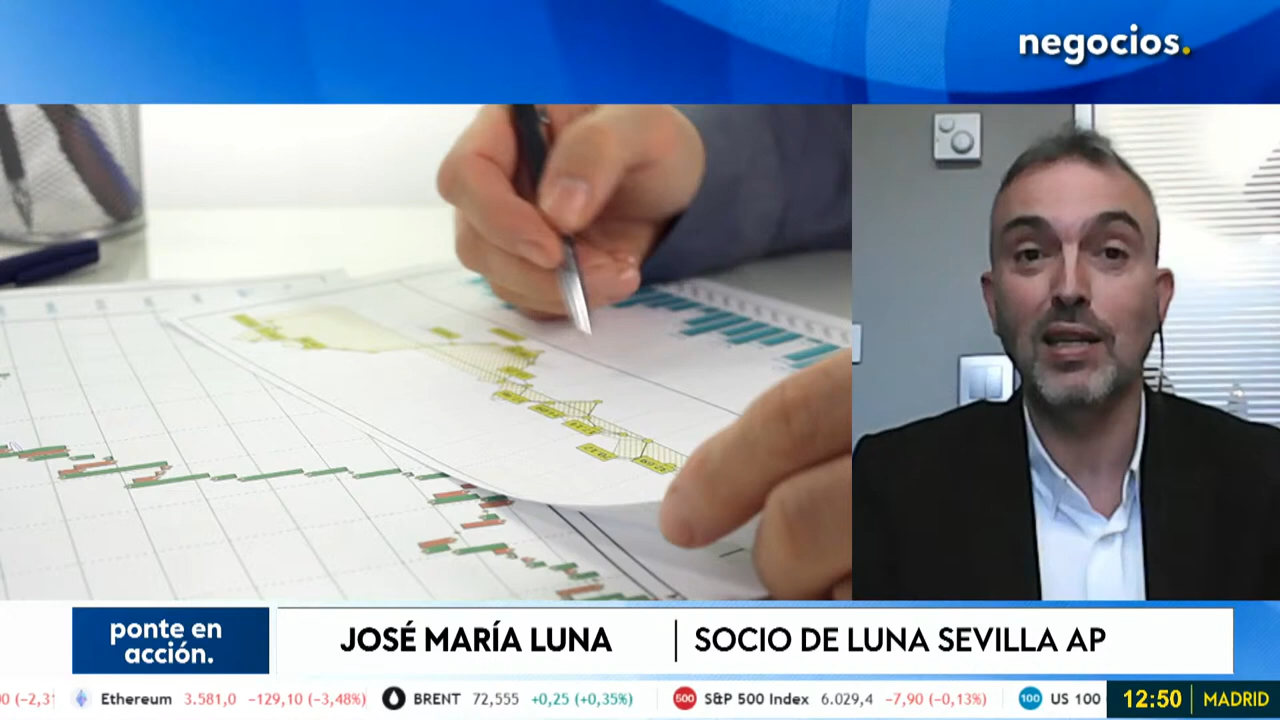 negocios.
ponte en
acción.
JOSÉ MARÍA LUNA
SOCIO DE LUNA SEVILLA AP
Ethereum 3.581,0 -129,10 (-3,48%) BRENT 72,555 +0,25 (+0,35%) 500 S&P 500 Index 6.029,4 -7,90 (-0,13%) 100 US 100
12:50 MADRID